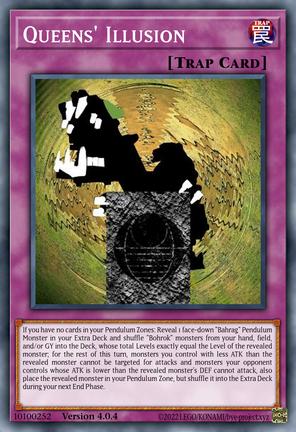 Queens' Illusion
TRAP
罠
[Trap Card]
If you have no cards in your Pendulum Zones: Reveal 1 face-down "Bahrag" Pendulum
Monster in your Extra Deck and shuffle "Bohrok" monsters from your hand, field,
and/or GY into the Deck, whose total Levels exactly equal the Level of the revealed
monster; for the rest of this turn, monsters you control with less ATK than the
revealed monster cannot be targeted for attacks and monsters your opponent
controls whose ATK is lower than the revealed monster's DEF cannot attack, also
place the revealed monster in your Pendulum Zone, but shuffle it into the Extra Deck
during your next End Phase.
10100252 Version 4.0.4 ©2022 LEGO/KONAMI/bye-project.xyz